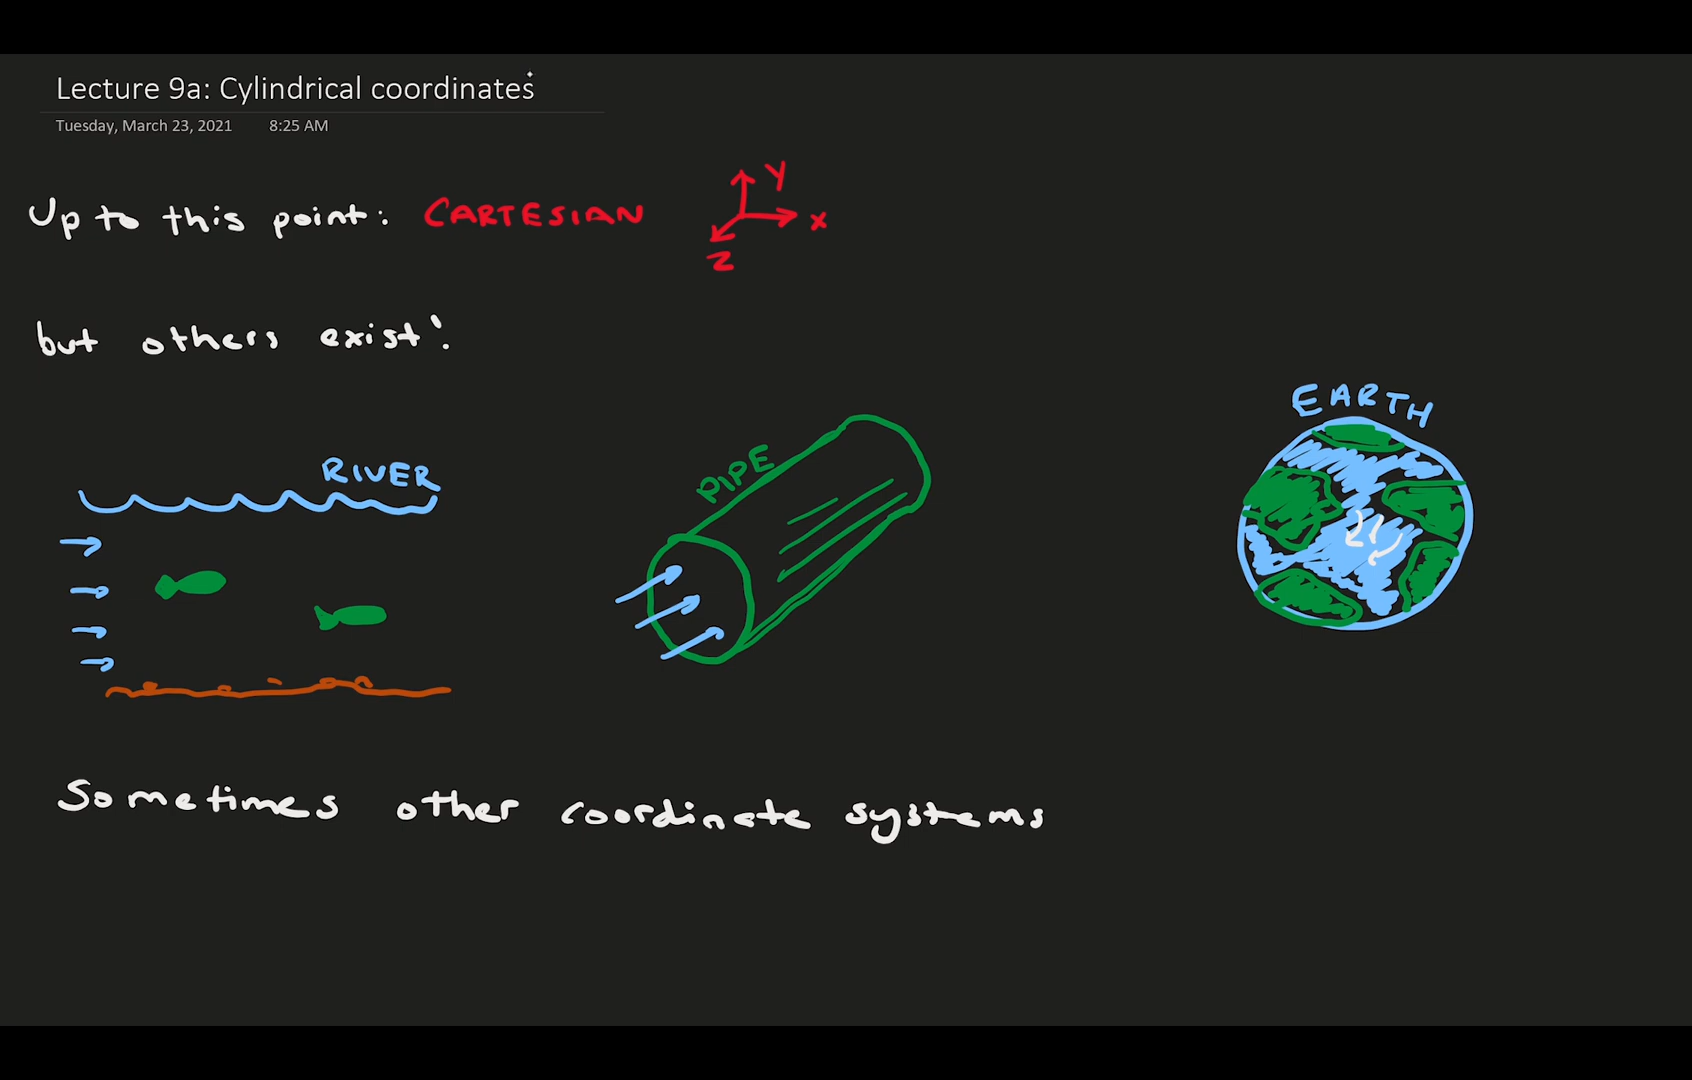 Lecture 9a: Cylindrical coordinates
Tuesday, March 23, 2021 8:25 AM
Up to this point: CARTESIAN
Y
X
Z
but others exist!
RIVER
PIPE
EARTH
Sometimes other coordinate systems